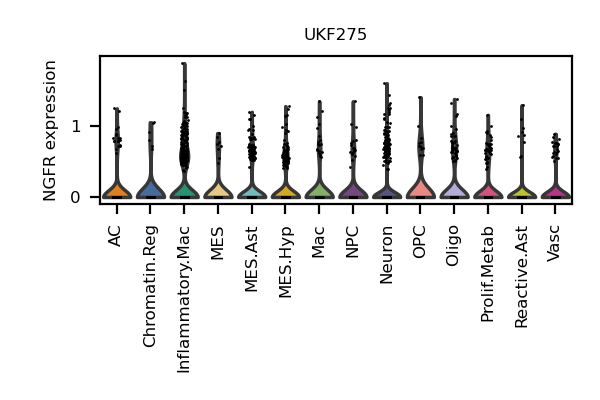 UKF275
NGFR expression
1
0
AC
Chromatin.Reg
Inflammatory.Mac
MES
MES.Ast
MES.Hyp
Mac
NPC
Neuron
OPC
Oligo
Prolif.Metab
Reactive.Ast
Vasc